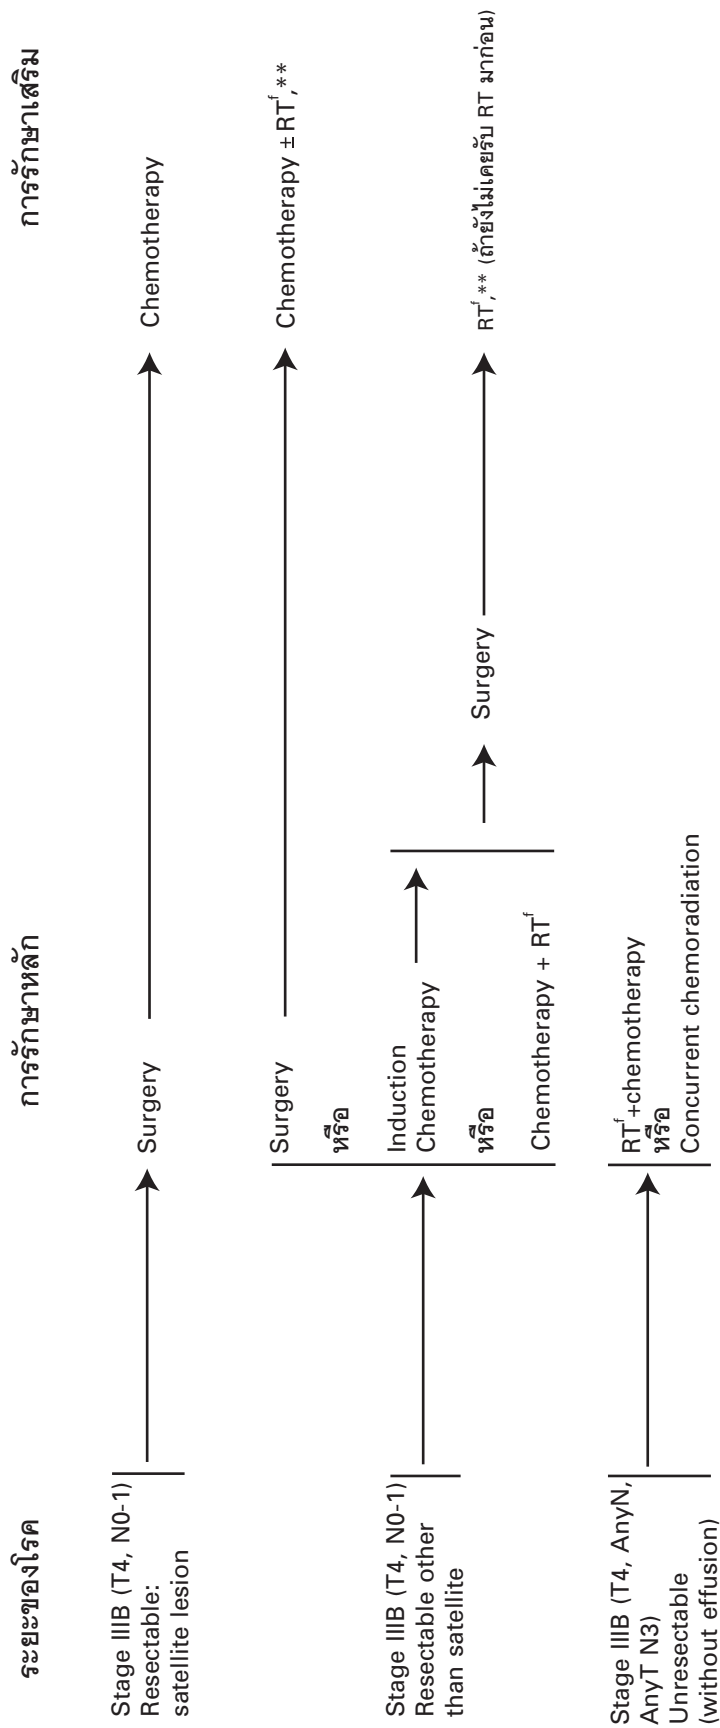 ระยะของโรค
การรักษาหลัก
การรักษาเสริม
Stage IIIB (T4, N0-1)
Resectable:
satellite lesion
Surgery
Chemotherapy
Stage IIIB (T4, N0-1)
Resectable other
than satellite
Surgery
Chemotherapy ± RTᶠ,**
หรือ
Induction
Chemotherapy
หรือ
Chemotherapy + RTᶠ
Surgery
RTᶠ,** (ถ้ายังไม่เคยรับ RT มาก่อน)
Stage IIIB (T4, AnyN,
AnyT N3)
Unresectable
(without effusion)
RTᶠ+chemotherapy
หรือ
Concurrent chemoradiation